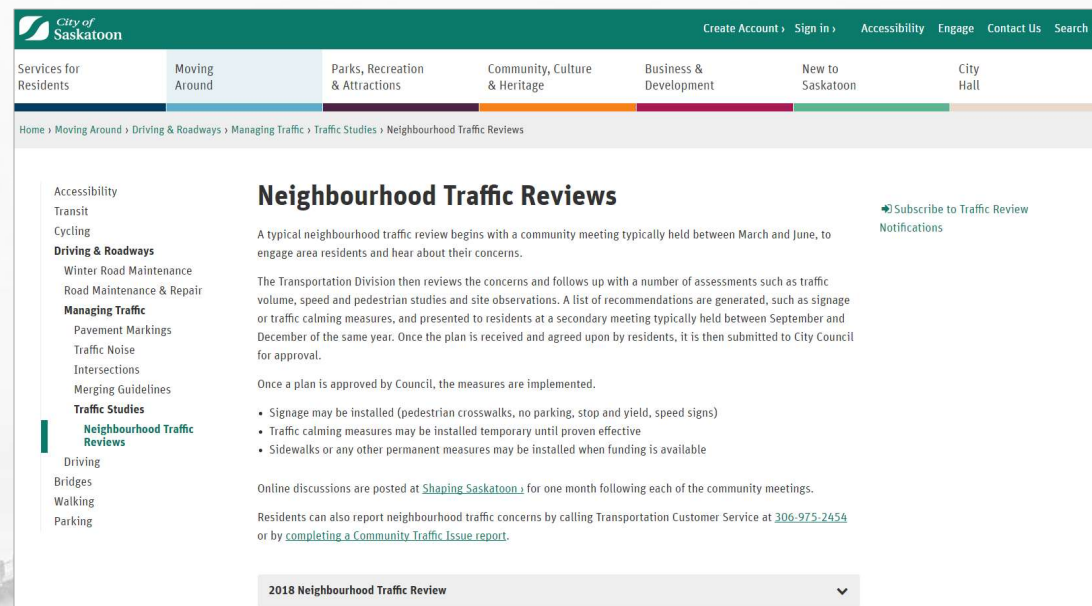 City of
Saskatoon
Create Account › Sign in › Accessibility Engage Contact Us Search
Services for
Residents
Moving
Around
Parks, Recreation
& Attractions
Community, Culture
& Heritage
Business &
Development
New to
Saskatoon
City
Hall
Home › Moving Around › Driving & Roadways › Managing Traffic › Traffic Studies › Neighbourhood Traffic Reviews
Accessibility
Transit
Cycling
Driving & Roadways
Winter Road Maintenance
Road Maintenance & Repair
Managing Traffic
Pavement Markings
Traffic Noise
Intersections
Merging Guidelines
Traffic Studies
Neighbourhood Traffic
Reviews
Driving
Bridges
Walking
Parking
Neighbourhood Traffic Reviews
A typical neighbourhood traffic review begins with a community meeting typically held between March and June, to
engage area residents and hear about their concerns.
The Transportation Division then reviews the concerns and follows up with a number of assessments such as traffic
volume, speed and pedestrian studies and site observations. A list of recommendations are generated, such as signage
or traffic calming measures, and presented to residents at a secondary meeting typically held between September and
December of the same year. Once the plan is received and agreed upon by residents, it is then submitted to City Council
for approval.
Once a plan is approved by Council, the measures are implemented.
• Signage may be installed (pedestrian crosswalks, no parking, stop and yield, speed signs)
• Traffic calming measures may be installed temporary until proven effective
• Sidewalks or any other permanent measures may be installed when funding is available
Online discussions are posted at Shaping Saskatoon › for one month following each of the community meetings.
Residents can also report neighbourhood traffic concerns by calling Transportation Customer Service at 306-975-2454
or by completing a Community Traffic Issue report.
2018 Neighbourhood Traffic Review
Subscribe to Traffic Review
Notifications